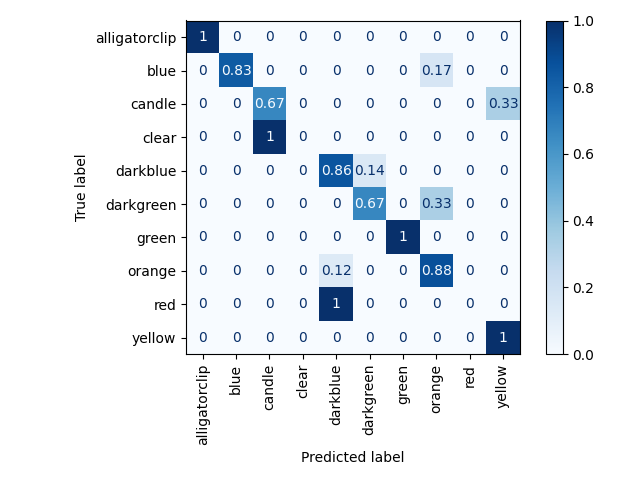 alligatorclip 1 0 0 0 0 0 0 0 0 0
blue 0 0.83 0 0 0 0 0 0.17 0 0
candle 0 0 0.67 0 0 0 0 0 0 0.33
clear 0 0 1 0 0 0 0 0 0 0
darkblue 0 0 0 0 0.86 0.14 0 0 0 0
darkgreen 0 0 0 0 0 0.67 0 0.33 0 0
green 0 0 0 0 0 0 1 0 0 0
orange 0 0 0 0 0.12 0 0 0.88 0 0
red 0 0 0 0 1 0 0 0 0 0
yellow 0 0 0 0 0 0 0 0 0 1
True label
alligatorclip
blue
candle
clear
darkblue
darkgreen
green
orange
red
yellow
Predicted label
1.0
0.8
0.6
0.4
0.2
0.0